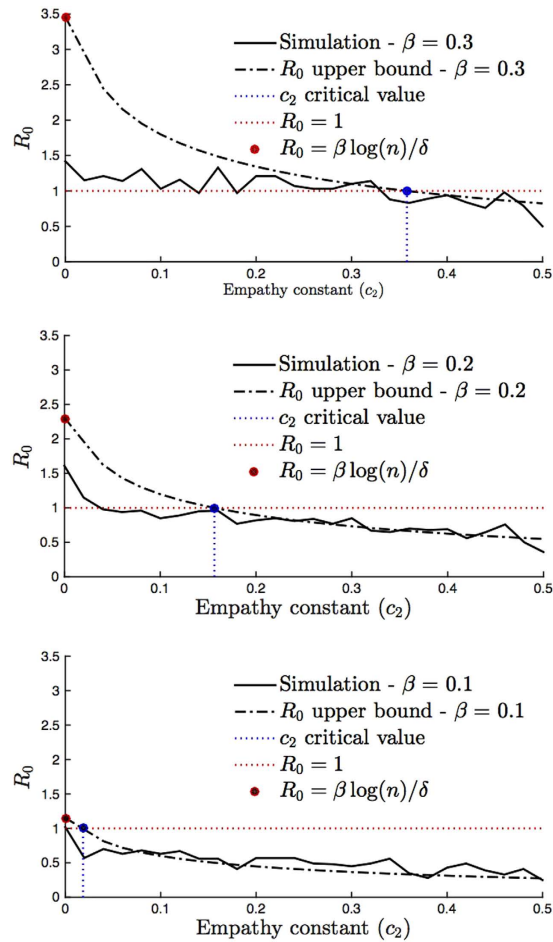 3.5
3
2.5
2
1.5
1
0.5
0
R₀
Simulation - β = 0.3
R₀ upper bound - β = 0.3
c₂ critical value
R₀ = 1
R₀ = β log(n)/δ
0 0.1 0.2 0.3 0.4 0.5
Empathy constant (c₂)
3.5
3
2.5
2
1.5
1
0.5
0
R₀
Simulation - β = 0.2
R₀ upper bound - β = 0.2
c₂ critical value
R₀ = 1
R₀ = β log(n)/δ
0 0.1 0.2 0.3 0.4 0.5
Empathy constant (c₂)
3.5
3
2.5
2
1.5
1
0.5
0
R₀
Simulation - β = 0.1
R₀ upper bound - β = 0.1
c₂ critical value
R₀ = 1
R₀ = β log(n)/δ
0 0.1 0.2 0.3 0.4 0.5
Empathy constant (c₂)